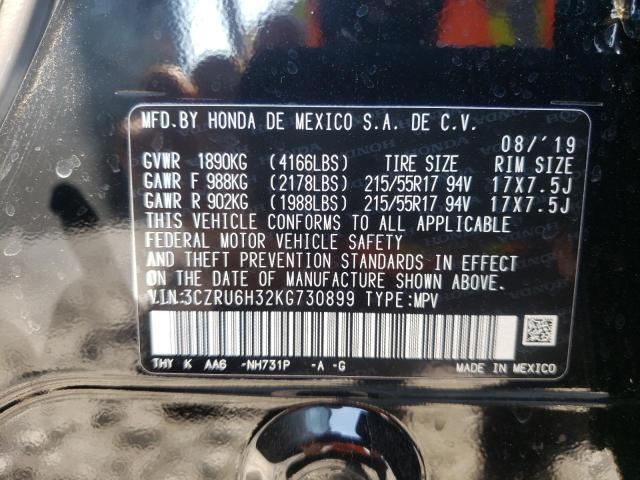 MFD.BY HONDA DE MEXICO S.A. DE C.V.
08/'19
GVWR 1890KG (4166LBS) TIRE SIZE RIM SIZE
GAWR F 988KG (2178LBS) 215/55R17 94V 17X7.5J
GAWR R 902KG (1988LBS) 215/55R17 94V 17X7.5J
THIS VEHICLE CONFORMS TO ALL APPLICABLE
FEDERAL MOTOR VEHICLE SAFETY
AND THEFT PREVENTION STANDARDS IN EFFECT
ON THE DATE OF MANUFACTURE SHOWN ABOVE.
V.I.N:3CZRU6H32KG730899 TYPE:MPV
THY K AA6 -NH731P -A -G
MADE IN MEXICO